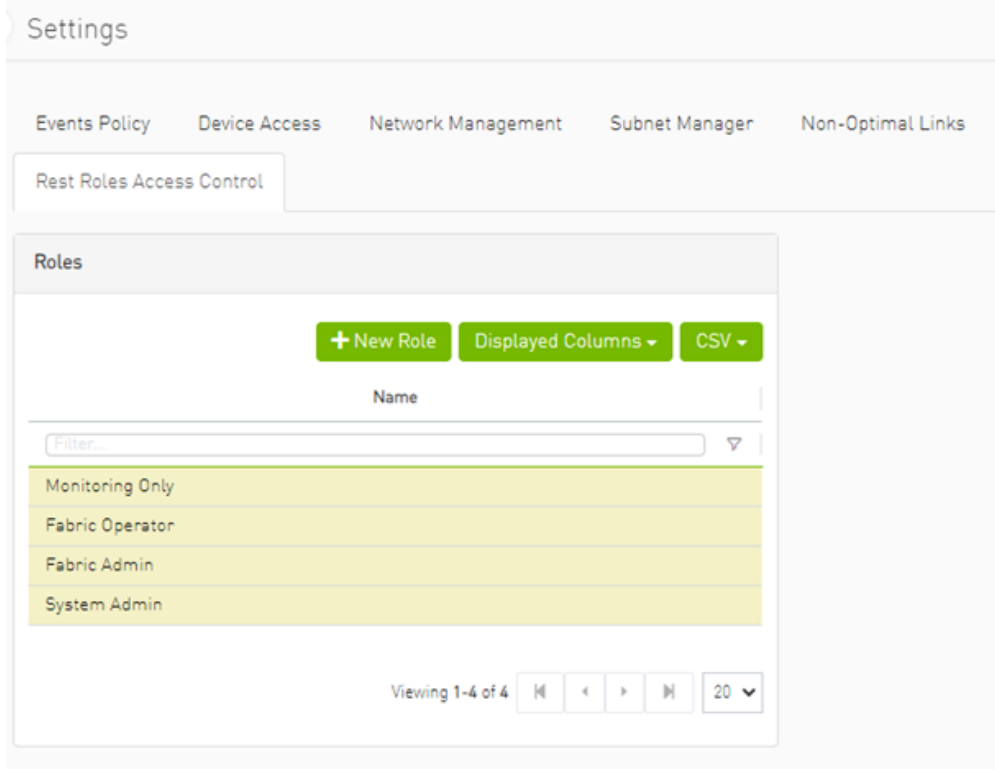 Settings
Events Policy Device Access Network Management Subnet Manager Non-Optimal Links
Rest Roles Access Control
Roles
New Role Displayed Columns CSV
Name
Filter...
Monitoring Only
Fabric Operator
Fabric Admin
System Admin
Viewing 1-4 of 4 20